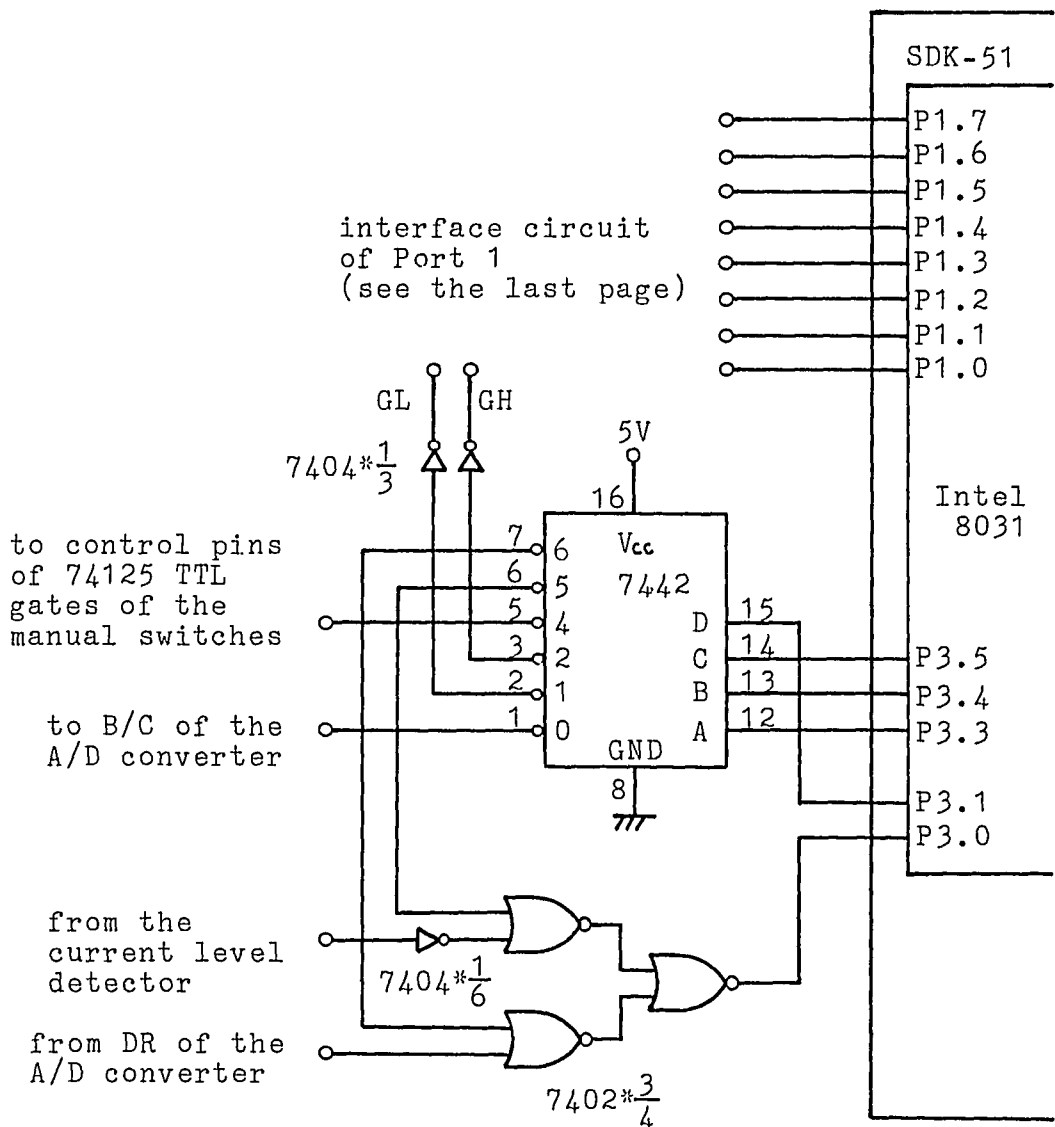 SDK-51
P1.7
P1.6
P1.5
P1.4
P1.3
P1.2
P1.1
P1.0
interface circuit
of Port 1
(see the last page)
GL
GH
7404*1/3
5V
16
Intel
8031
to control pins
of 74125 TTL
gates of the
manual switches
7
6
5
3
2
1
6
5
4
2
1
0
Vcc
7442
D
C
B
A
GND
8
15
14
13
12
P3.5
P3.4
P3.3
P3.1
P3.0
to B/C of the
A/D converter
from the
current level
detector
7404*1/6
from DR of the
A/D converter
7402*3/4